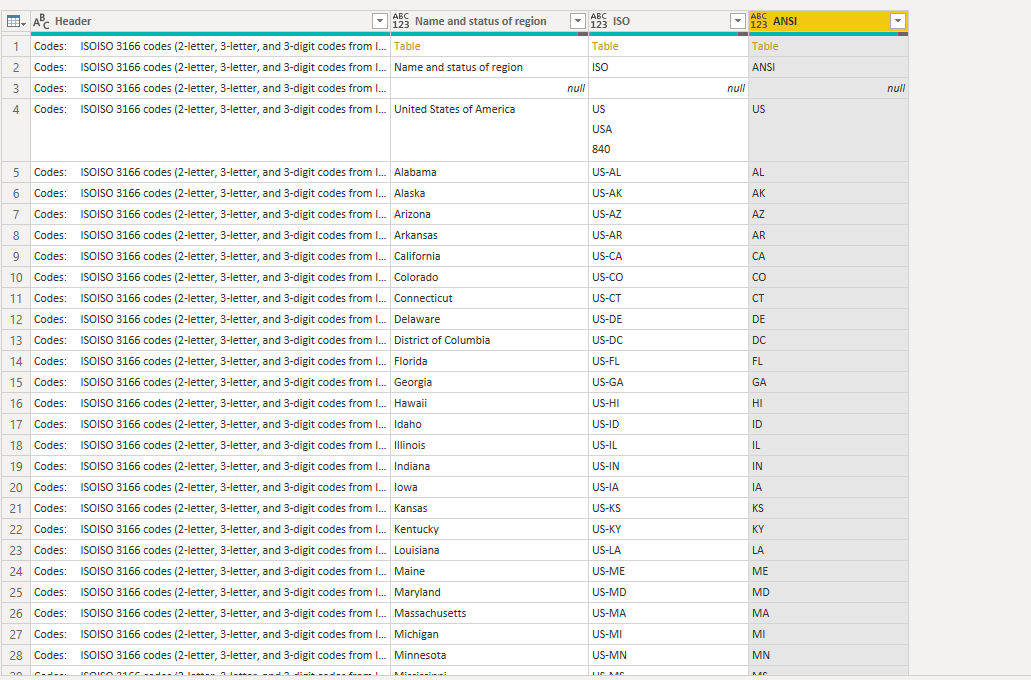 ABC Header ABC 123 Name and status of region ABC 123 ISO ABC 123 ANSI
1 Codes: ISOISO 3166 codes (2-letter, 3-letter, and 3-digit codes from I... Table Table Table
2 Codes: ISOISO 3166 codes (2-letter, 3-letter, and 3-digit codes from I... Name and status of region ISO ANSI
3 Codes: ISOISO 3166 codes (2-letter, 3-letter, and 3-digit codes from I... null null null
4 Codes: ISOISO 3166 codes (2-letter, 3-letter, and 3-digit codes from I... United States of America US US
USA
840
5 Codes: ISOISO 3166 codes (2-letter, 3-letter, and 3-digit codes from I... Alabama US-AL AL
6 Codes: ISOISO 3166 codes (2-letter, 3-letter, and 3-digit codes from I... Alaska US-AK AK
7 Codes: ISOISO 3166 codes (2-letter, 3-letter, and 3-digit codes from I... Arizona US-AZ AZ
8 Codes: ISOISO 3166 codes (2-letter, 3-letter, and 3-digit codes from I... Arkansas US-AR AR
9 Codes: ISOISO 3166 codes (2-letter, 3-letter, and 3-digit codes from I... California US-CA CA
10 Codes: ISOISO 3166 codes (2-letter, 3-letter, and 3-digit codes from I... Colorado US-CO CO
11 Codes: ISOISO 3166 codes (2-letter, 3-letter, and 3-digit codes from I... Connecticut US-CT CT
12 Codes: ISOISO 3166 codes (2-letter, 3-letter, and 3-digit codes from I... Delaware US-DE DE
13 Codes: ISOISO 3166 codes (2-letter, 3-letter, and 3-digit codes from I... District of Columbia US-DC DC
14 Codes: ISOISO 3166 codes (2-letter, 3-letter, and 3-digit codes from I... Florida US-FL FL
15 Codes: ISOISO 3166 codes (2-letter, 3-letter, and 3-digit codes from I... Georgia US-GA GA
16 Codes: ISOISO 3166 codes (2-letter, 3-letter, and 3-digit codes from I... Hawaii US-HI HI
17 Codes: ISOISO 3166 codes (2-letter, 3-letter, and 3-digit codes from I... Idaho US-ID ID
18 Codes: ISOISO 3166 codes (2-letter, 3-letter, and 3-digit codes from I... Illinois US-IL IL
19 Codes: ISOISO 3166 codes (2-letter, 3-letter, and 3-digit codes from I... Indiana US-IN IN
20 Codes: ISOISO 3166 codes (2-letter, 3-letter, and 3-digit codes from I... Iowa US-IA IA
21 Codes: ISOISO 3166 codes (2-letter, 3-letter, and 3-digit codes from I... Kansas US-KS KS
22 Codes: ISOISO 3166 codes (2-letter, 3-letter, and 3-digit codes from I... Kentucky US-KY KY
23 Codes: ISOISO 3166 codes (2-letter, 3-letter, and 3-digit codes from I... Louisiana US-LA LA
24 Codes: ISOISO 3166 codes (2-letter, 3-letter, and 3-digit codes from I... Maine US-ME ME
25 Codes: ISOISO 3166 codes (2-letter, 3-letter, and 3-digit codes from I... Maryland US-MD MD
26 Codes: ISOISO 3166 codes (2-letter, 3-letter, and 3-digit codes from I... Massachusetts US-MA MA
27 Codes: ISOISO 3166 codes (2-letter, 3-letter, and 3-digit codes from I... Michigan US-MI MI
28 Codes: ISOISO 3166 codes (2-letter, 3-letter, and 3-digit codes from I... Minnesota US-MN MN